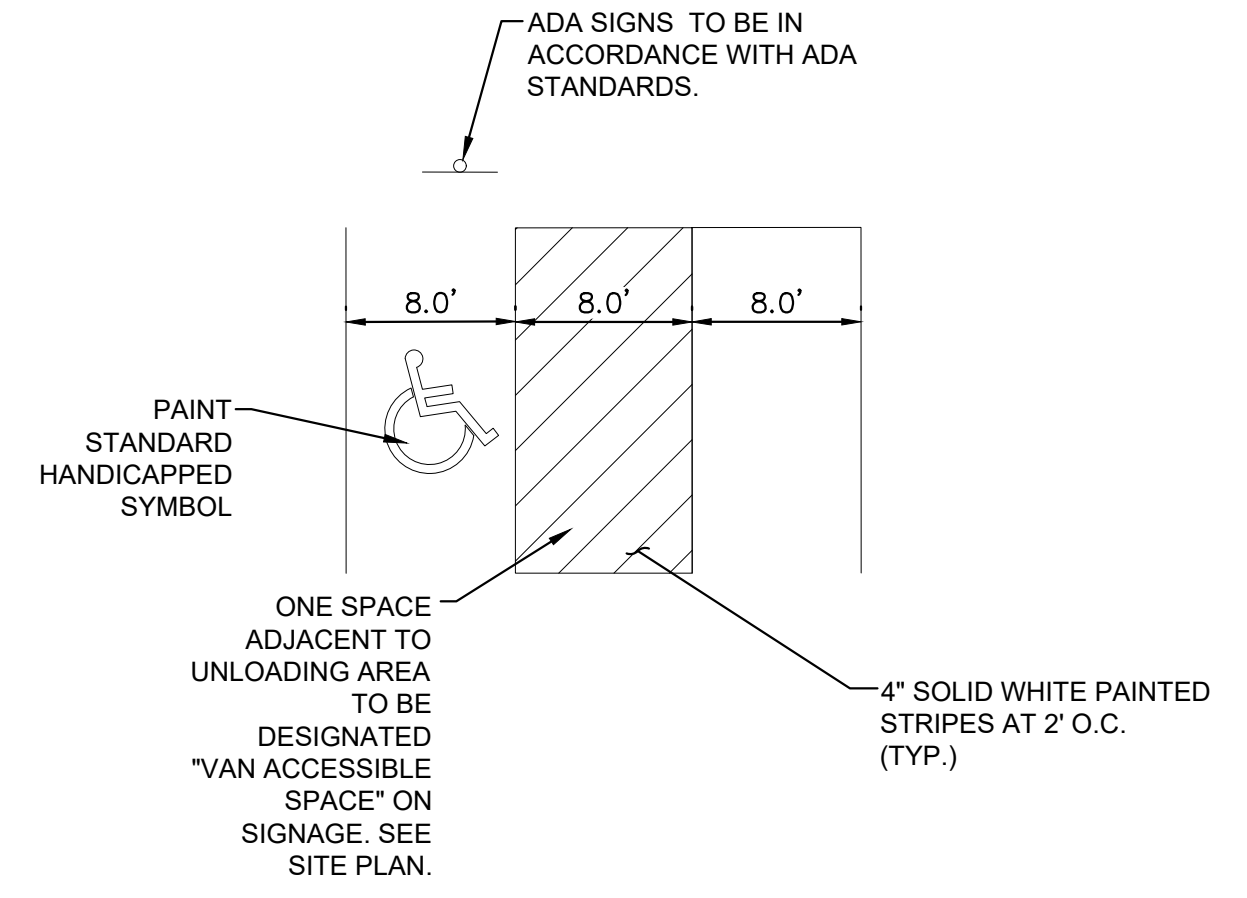 ADA SIGNS  TO BE IN
ACCORDANCE WITH ADA
STANDARDS.
8.0'
8.0'
8.0'
PAINT
STANDARD
HANDICAPPED
SYMBOL
ONE SPACE
ADJACENT TO
UNLOADING AREA
TO BE
DESIGNATED
"VAN ACCESSIBLE
SPACE" ON
SIGNAGE. SEE
SITE PLAN.
4" SOLID WHITE PAINTED
STRIPES AT 2' O.C.
(TYP.)